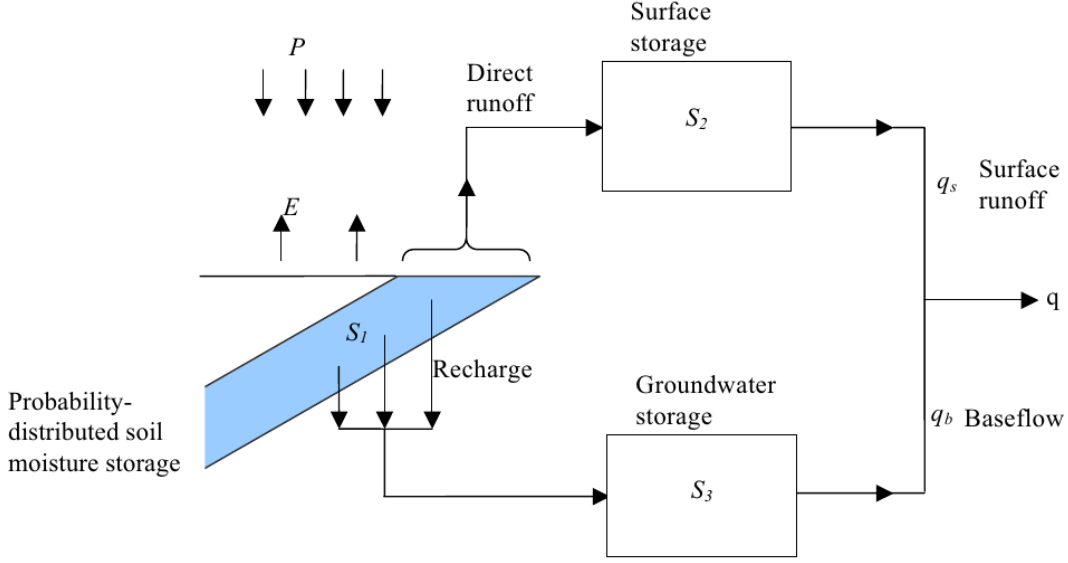 Surface
storage
P
Direct
runoff
S2
qs
Surface
runoff
E
q
S1
Recharge
Probability-
distributed soil
moisture storage
Groundwater
storage
qb Baseflow
S3